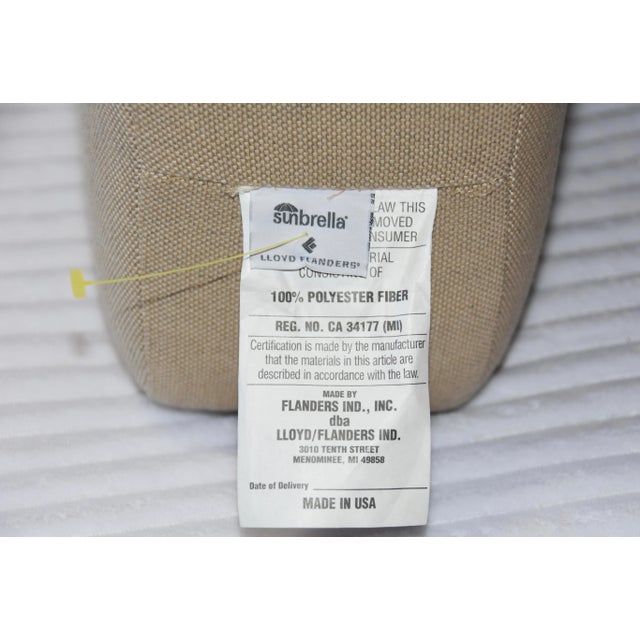 sunbrella®
LLOYD FLANDERS®
LAW THIS
MOVED
NSUMER
RIAL
CONSISTING OF
100% POLYESTER FIBER
REG. NO. CA 34177 (MI)
Certification is made by the manufacturer
that the materials in this article are
described in accordance with the law.
MADE BY
FLANDERS IND., INC.
dba
LLOYD/FLANDERS IND.
3010 TENTH STREET
MENOMINEE, MI 49858
Date of Delivery
MADE IN USA